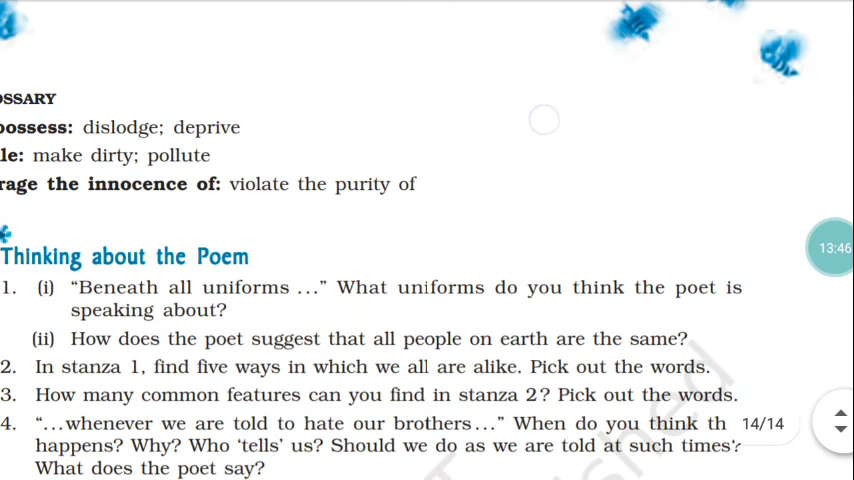 OSSARY
possess: dislodge; deprive
le: make dirty; pollute
rage the innocence of: violate the purity of
Thinking about the Poem
13:46
1. (i) “Beneath all uniforms ...” What uniforms do you think the poet is
speaking about?
(ii) How does the poet suggest that all people on earth are the same?
2. In stanza 1, find five ways in which we all are alike. Pick out the words.
3. How many common features can you find in stanza 2? Pick out the words.
4. “...whenever we are told to hate our brothers...” When do you think th
14/14
happens? Why? Who ‘tells’ us? Should we do as we are told at such times?
What does the poet say?